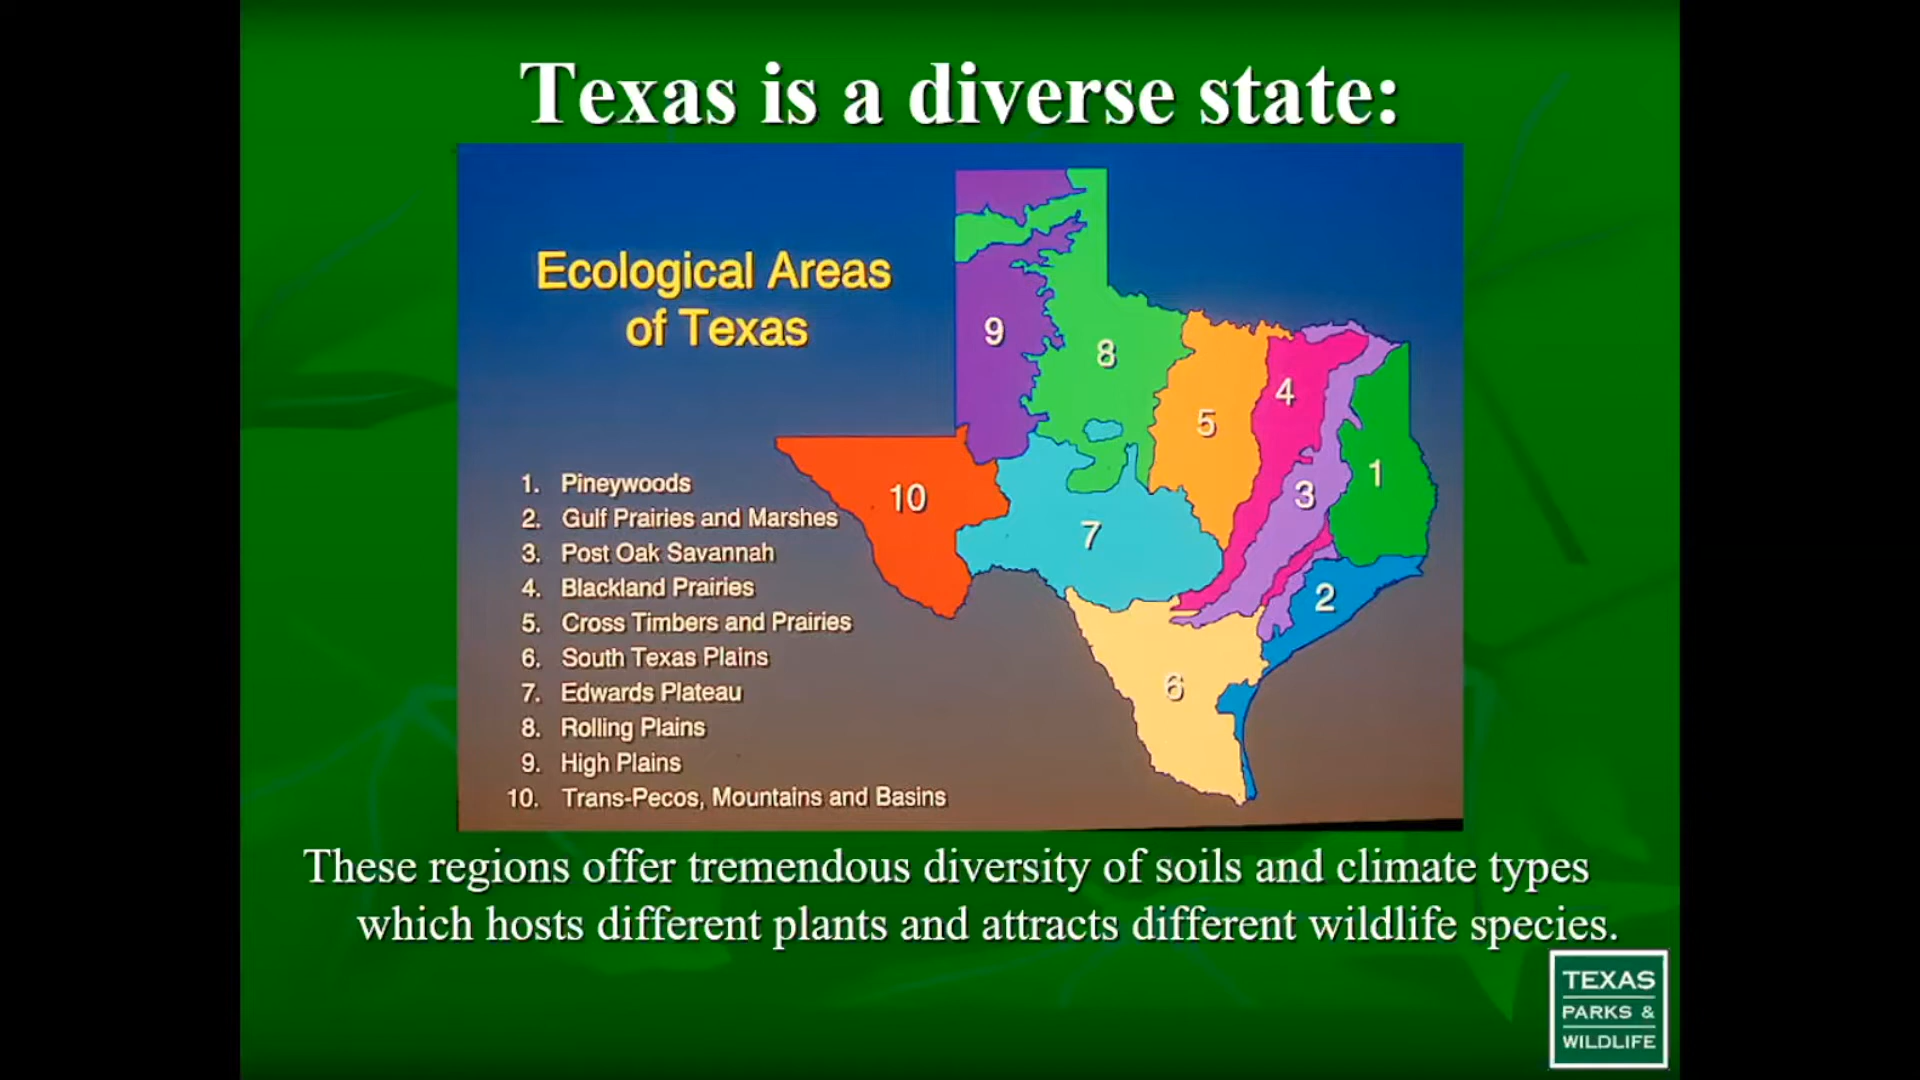 Texas is a diverse state:
Ecological Areas
of Texas
9
8
5
4
1
3
10
7
2
6
1. Pineywoods
2. Gulf Prairies and Marshes
3. Post Oak Savannah
4. Blackland Prairies
5. Cross Timbers and Prairies
6. South Texas Plains
7. Edwards Plateau
8. Rolling Plains
9. High Plains
10. Trans-Pecos, Mountains and Basins
These regions offer tremendous diversity of soils and climate types
which hosts different plants and attracts different wildlife species.
TEXAS
PARKS &
WILDLIFE